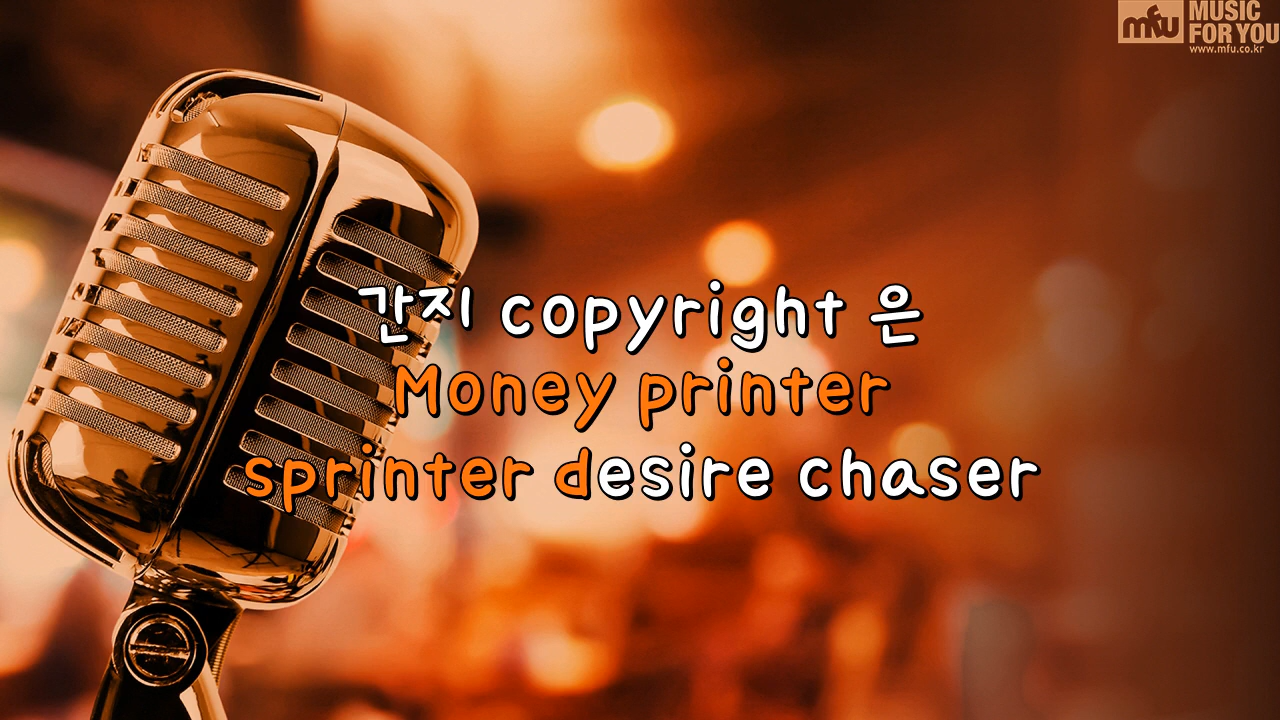 mfu MUSIC
FOR YOU
www.mfu.co.kr
간지 copyright 은
Money printer
sprinter desire chaser